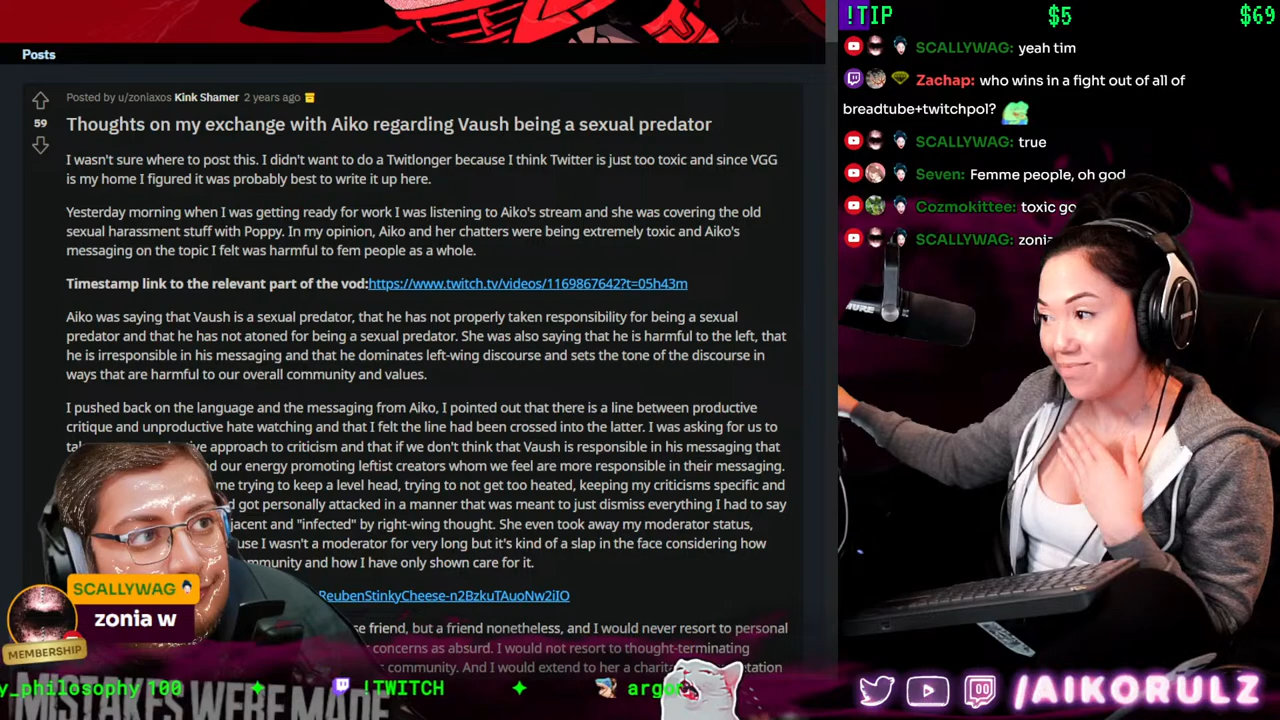 Posts
Posted by u/zoniaxos Kink Shamer 2 years ago
59
Thoughts on my exchange with Aiko regarding Vaush being a sexual predator
I wasn't sure where to post this. I didn't want to do a Twitlonger because I think Twitter is just too toxic and since VGG
is my home I figured it was probably best to write it up here.
Yesterday morning when I was getting ready for work I was listening to Aiko's stream and she was covering the old
sexual harassment stuff with Poppy. In my opinion, Aiko and her chatters were being extremely toxic and Aiko's
messaging on the topic I felt was harmful to fem people as a whole.
Timestamp link to the relevant part of the vod:https://www.twitch.tv/videos/1169867642?t=05h43m
Aiko was saying that Vaush is a sexual predator, that he has not properly taken responsibility for being a sexual
predator and that he has not atoned for being a sexual predator. She was also saying that he is harmful to the left, that
he is irresponsible in his messaging and that he dominates left-wing discourse and sets the tone of the discourse in
ways that are harmful to our overall community and values.
I pushed back on the language and the messaging from Aiko, I pointed out that there is a line between productive
critique and unproductive hate watching and that I felt the line had been crossed into the latter. I was asking for us to
approach to criticism and that if we don't think that Vaush is responsible in his messaging that
our energy promoting leftist creators whom we feel are more responsible in their messaging.
me trying to keep a level head, trying to not get too heated, keeping my criticisms specific and
got personally attacked in a manner that was meant to just dismiss everything I had to say
and "infected" by right-wing thought. She even took away my moderator status,
I wasn't a moderator for very long but it's kind of a slap in the face considering how
and how I have only shown care for it.
ReubenStinkyCheese-n2BzkuTAuoNw2iIO
friend, but a friend nonetheless, and I would never resort to personal
concerns as absurd. I would not resort to thought-terminating
community. And I would extend to her a
SCALLYWAG
zonia w
MEMBERSHIP
y_philosophy 100
!TWITCH
MISTAKES WERE MADE
!TIP $5 $69
SCALLYWAG: yeah tim
Zachap: who wins in a fight out of all of
breadtube+twitchpol?
SCALLYWAG: true
Seven: Femme people, oh god
Cozmokittee: toxic
SCALLYWAG:
/AIKORULZ